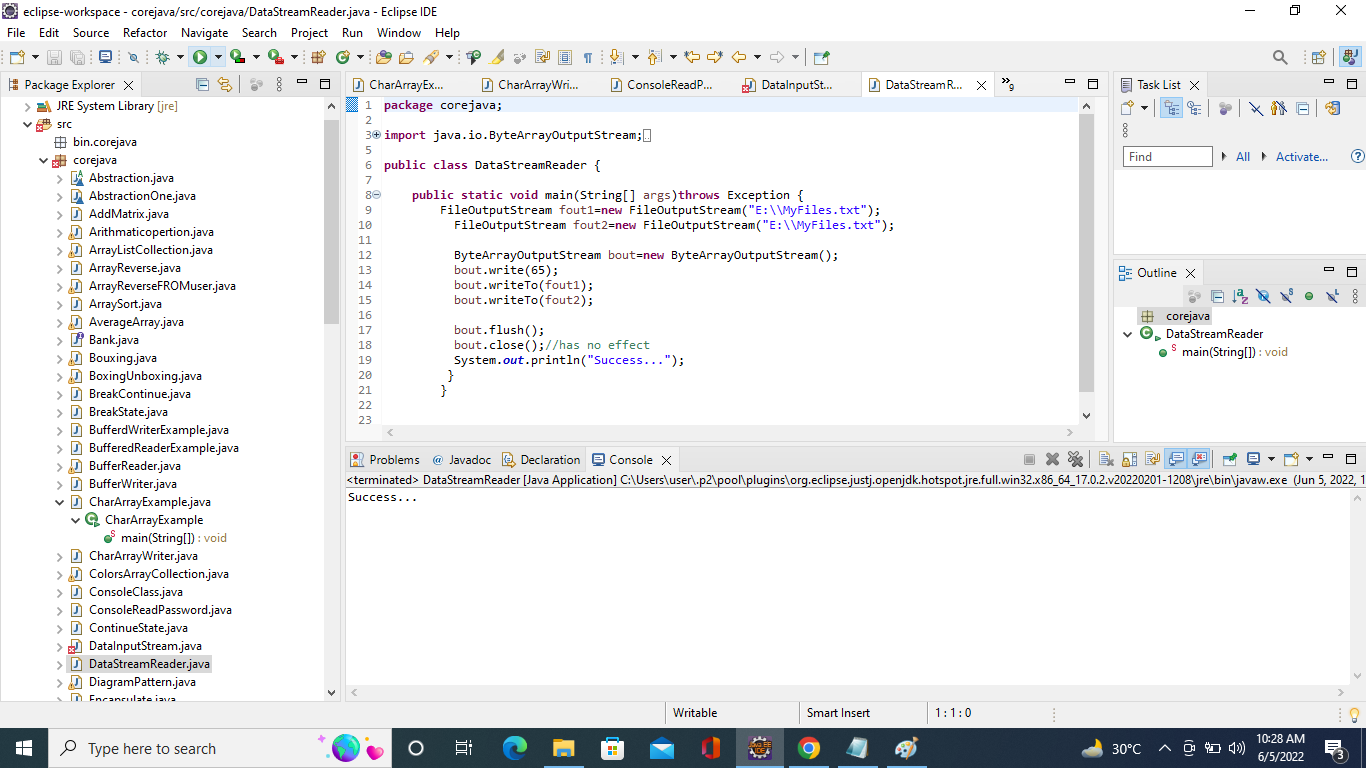 eclipse-workspace - corejava/src/corejava/DataStreamReader.java - Eclipse IDE
File Edit Source Refactor Navigate Search Project Run Window Help
Package Explorer
JRE System Library [jre]
src
bin.corejava
corejava
Abstraction.java
AbstractionOne.java
AddMatrix.java
Arithmaticopertion.java
ArrayListCollection.java
ArrayReverse.java
ArrayReverseFROMuser.java
ArraySort.java
AverageArray.java
Bank.java
Bouxing.java
BoxingUnboxing.java
BreakContinue.java
BreakState.java
BufferdWriterExample.java
BufferedReaderExample.java
BufferReader.java
BufferWriter.java
CharArrayExample.java
CharArrayExample
main(String[]) : void
CharArrayWriter.java
ColorsArrayCollection.java
ConsoleClass.java
ConsoleReadPassword.java
ContinueState.java
DataInputStream.java
DataStreamReader.java
DiagramPattern.java
Encapsulate.java
CharArrayEx... CharArrayWri... ConsoleReadP... DataInputSt... DataStreamR... 9
1 package corejava;
2
3 import java.io.ByteArrayOutputStream;
5
6 public class DataStreamReader {
7
8 public static void main(String[] args)throws Exception {
9 FileOutputStream fout1=new FileOutputStream("E:\\MyFiles.txt");
10 FileOutputStream fout2=new FileOutputStream("E:\\MyFiles.txt");
11
12 ByteArrayOutputStream bout=new ByteArrayOutputStream();
13 bout.write(65);
14 bout.writeTo(fout1);
15 bout.writeTo(fout2);
16
17 bout.flush();
18 bout.close();//has no effect
19 System.out.println("Success...");
20 }
21 }
22
23
Task List
Find All Activate...
Outline
corejava
DataStreamReader
main(String[]) : void
Problems Javadoc Declaration Console
<terminated> DataStreamReader [Java Application] C:\Users\user\.p2\pool\plugins\org.eclipse.justj.openjdk.hotspot.jre.full.win32.x86_64_17.0.2.v20220201-1208\jre\bin\javaw.exe (Jun 5, 2022, 1
Success...
Writable Smart Insert 1 : 1 : 0
Type here to search
Java EE IDE
30°C
10:28 AM
6/5/2022
3